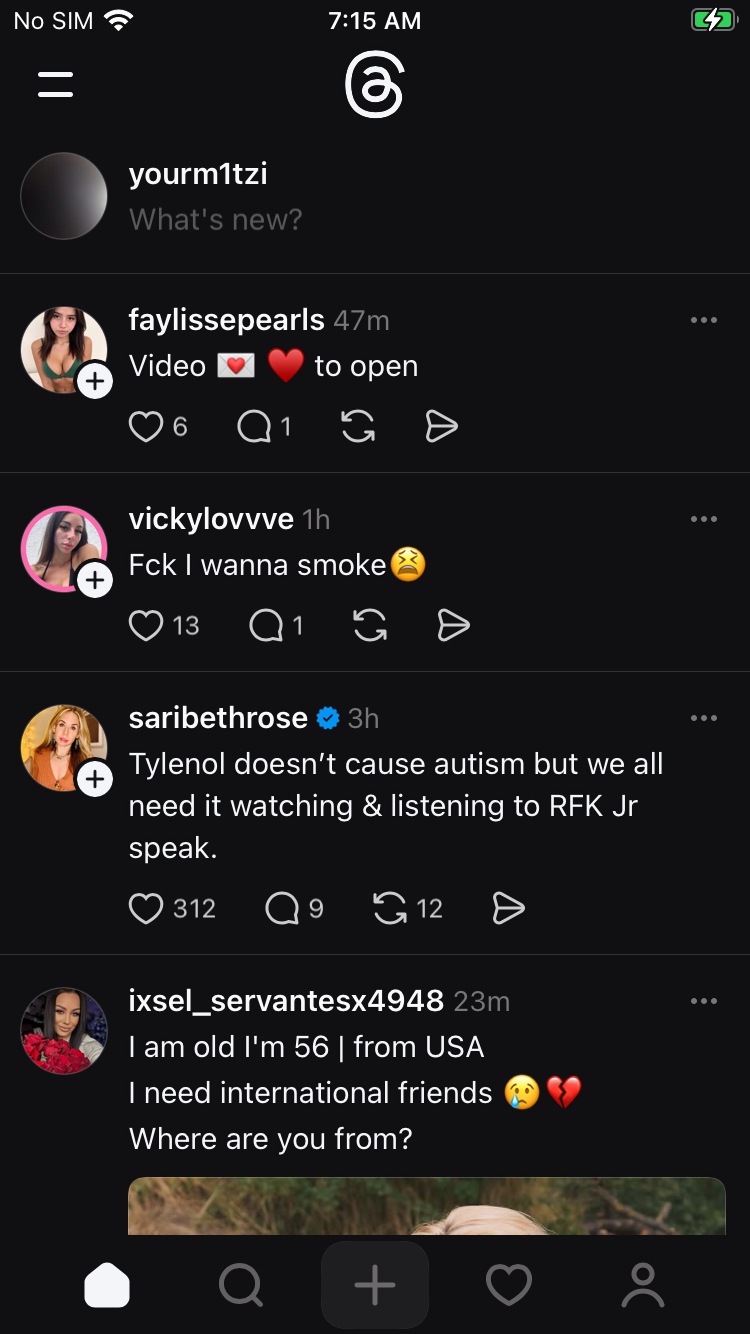 No SIM 7:15 AM
yourm1tzi
What's new?
faylissepearls 47m
Video 💌 ♥️ to open
6 1
vickylovvve 1h
Fck I wanna smoke😫
13 1
saribethrose 3h
Tylenol doesn’t cause autism but we all
need it watching & listening to RFK Jr
speak.
312 9 12
ixsel_servantesx4948 23m
I am old I'm 56 | from USA
I need international friends 😢💔
Where are you from?